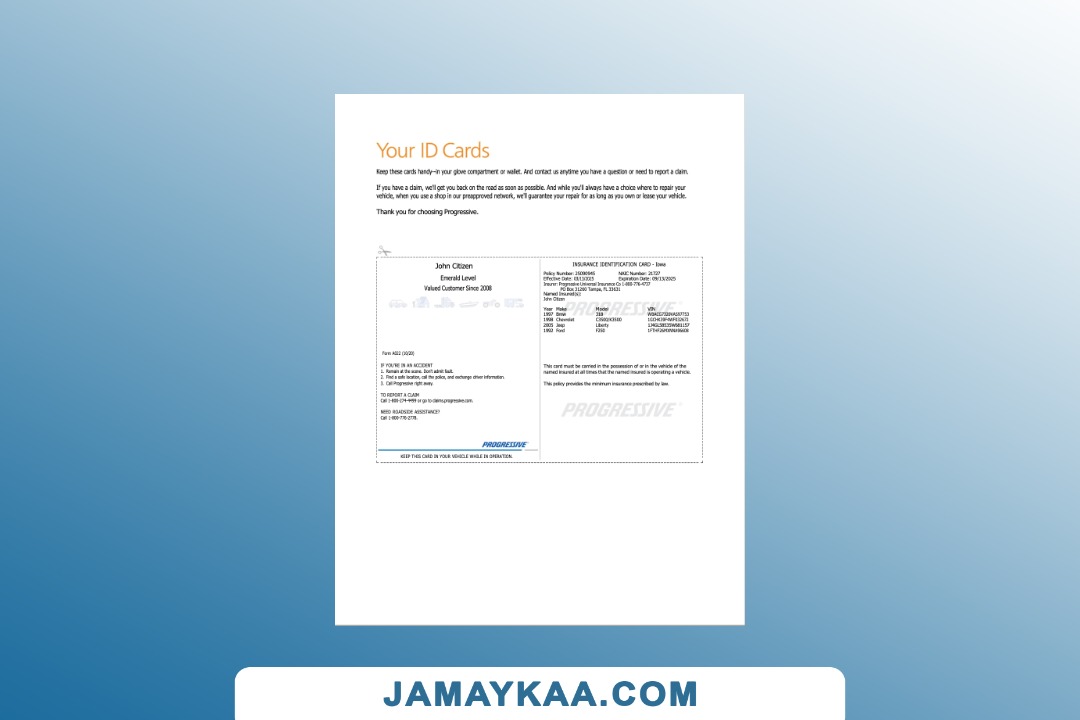 Your ID Cards
Keep these cards handy–in your glove compartment or wallet. And contact us anytime you have a question or need to report a claim.
If you have a claim, we'll get you back on the road as soon as possible. And while you'll always have a choice where to repair your
vehicle, when you use a shop in our preapproved network, we'll guarantee your repair for as long as you own or lease your vehicle.
Thank you for choosing Progressive.
John Citizen
Emerald Level
Valued Customer Since 2008
Form A022 (10/20)
IF YOU'RE IN AN ACCIDENT
1. Remain at the scene. Don't admit fault.
2. Find a safe location, call the police, and exchange driver information.
3. Call Progressive right away.
TO REPORT A CLAIM
Call 1-800-274-4499 or go to claims.progressive.com.
NEED ROADSIDE ASSISTANCE?
Call 1-800-776-2778.
PROGRESSIVE
KEEP THIS CARD IN YOUR VEHICLE WHILE IN OPERATION.
INSURANCE IDENTIFICATION CARD - Iowa
Policy Number: NAIC Number: 21727
Effective Date: Expiration Date: 09/13/2025
Insurer: Progressive Universal Insurance Co 1-800-776-4737
PO Box 31260 Tampa, FL 33631
Named Insured(s):
John Citizen
PROGRESSIVE
Year Make Model VIN
1997 Bmw 318
1998 Chevrolet C3500/K3500
2005 Jeep Liberty
1992 Ford F350
This card must be carried in the possession of or in the vehicle of the
named insured at all times that the named insured is operating a vehicle.
This policy provides the minimum insurance prescribed by law.
PROGRESSIVE
JAMAYKAA.COM